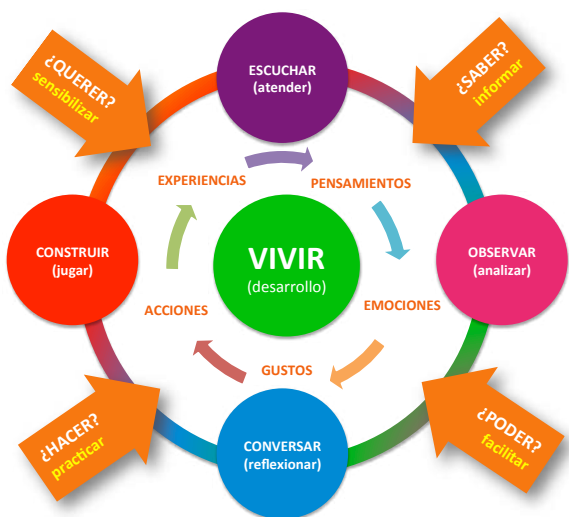 ¿QUERER?
sensibilizar
ESCUCHAR
(atender)
¿SABER?
informar
EXPERIENCIAS
PENSAMIENTOS
CONSTRUIR
(jugar)
VIVIR
(desarrollo)
OBSERVAR
(analizar)
ACCIONES
EMOCIONES
GUSTOS
¿HACER?
practicar
CONVERSAR
(reflexionar)
¿PODER?
facilitar